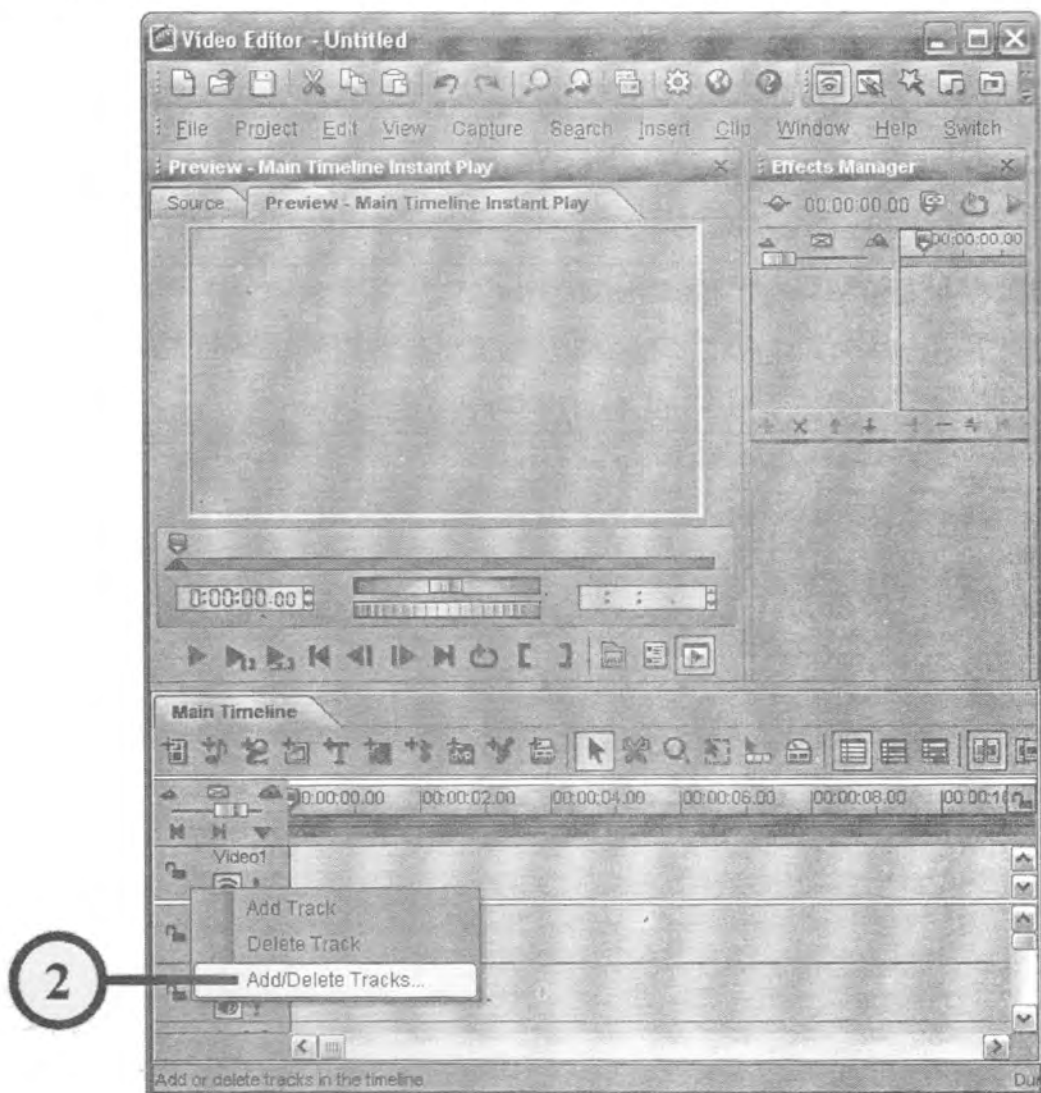 Video Editor - Untitled
File Project Edit View Capture Search Insert Clip Window Help Switch
Preview - Main Timeline Instant Play
Effects Manager
Source Preview - Main Timeline Instant Play
00:00:00.00
00:00:00.00
0:00:00.00
: : .
Main Timeline
0:00:00.00 00:00:02.00 00:00:04.00 00:00:06.00 00:00:08.00
Video1
Add Track
Delete Track
2
Add/Delete Tracks...
Add or delete tracks in the timeline